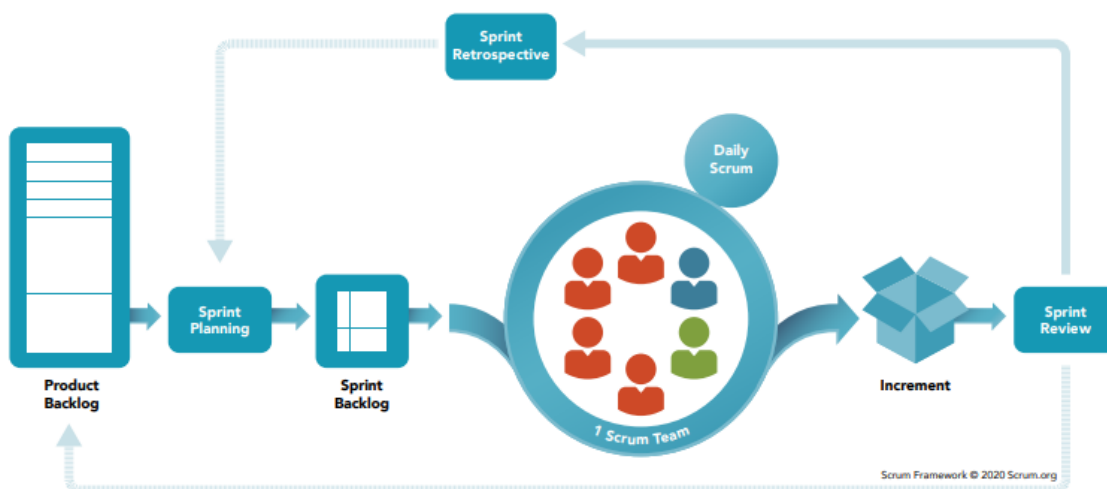 Sprint
Retrospective
Daily
Scrum
Sprint
Planning
Sprint
Review
Product
Backlog
Sprint
Backlog
1 Scrum Team
Increment
Scrum Framework © 2020 Scrum.org